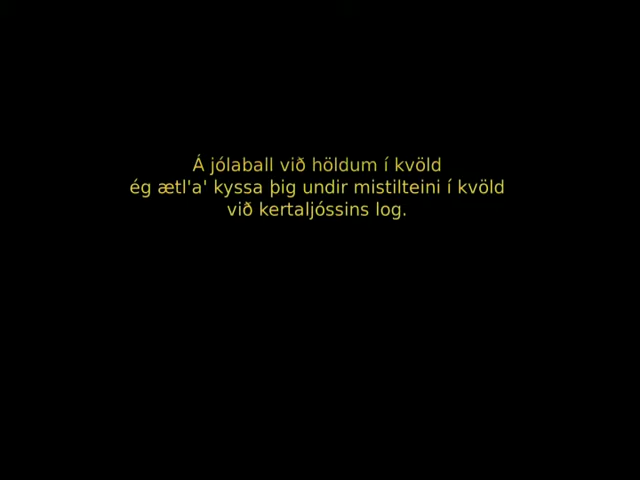 Á jólaball við höldum í kvöld
ég ætl'a' kyssa þig undir mistilteini í kvöld
við kertaljóssins log.